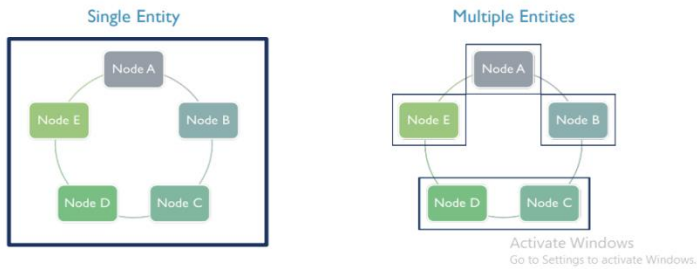 Single Entity
Node A
Node E
Node B
Node D
Node C
Multiple Entities
Node A
Node E
Node B
Node D
Node C
Activate Windows
Go to Settings to activate Windows.